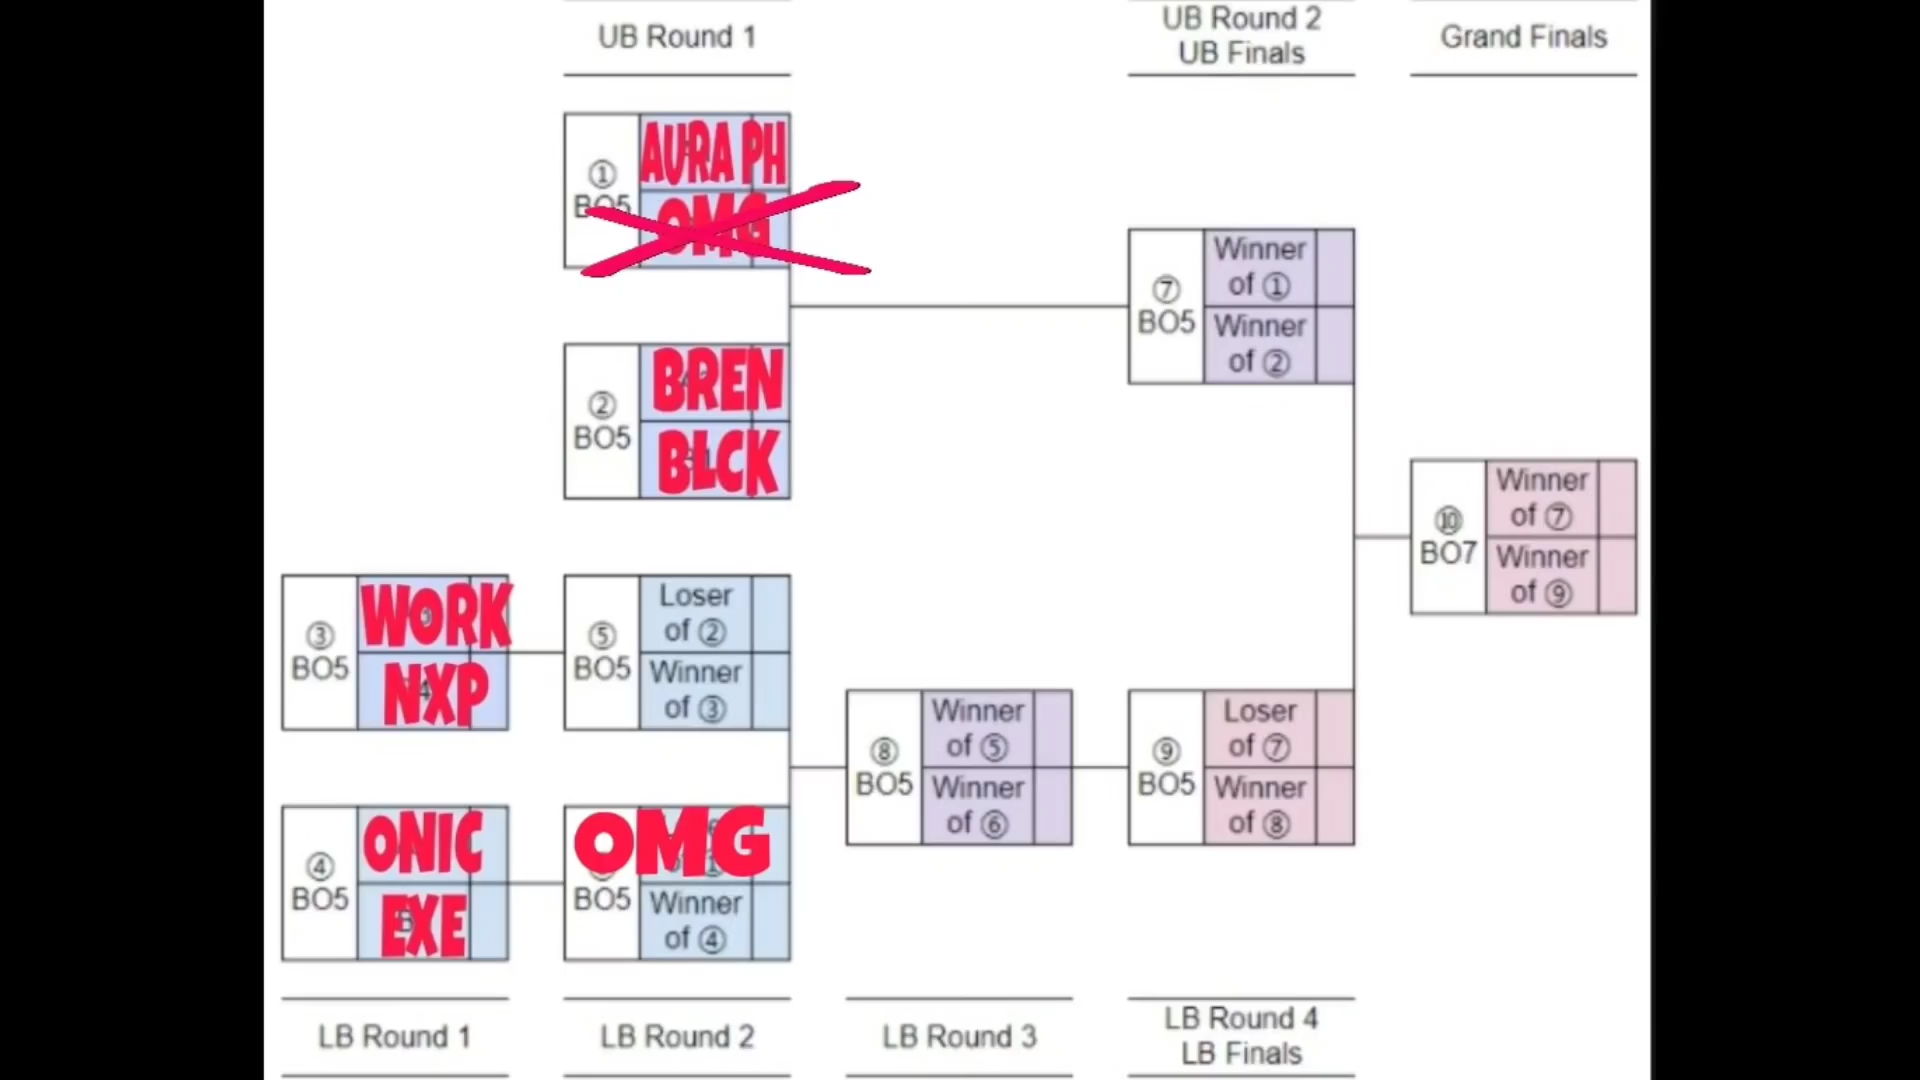 UB Round 1
UB Round 2
UB Finals
Grand Finals
①
BO5
AURA PH
OMG
②
BO5
BREN
BLCK
⑦
BO5
Winner
of ①
Winner
of ②
⑩
BO7
Winner
of ⑦
Winner
of ⑨
③
BO5
WORK
NXP
⑤
BO5
Loser
of ②
Winner
of ③
④
BO5
ONIC
EXE
OMG
BO5
Winner
of ④
⑧
BO5
Winner
of ⑤
Winner
of ⑥
⑨
BO5
Loser
of ⑦
Winner
of ⑧
LB Round 1
LB Round 2
LB Round 3
LB Round 4
LB Finals